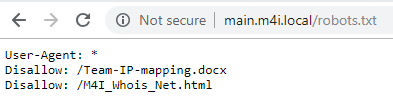 Not secure | main.m4i.local/robots.txt
User-Agent: *
Disallow: /Team-IP-mapping.docx
Disallow: /M4I_Whois_Net.html